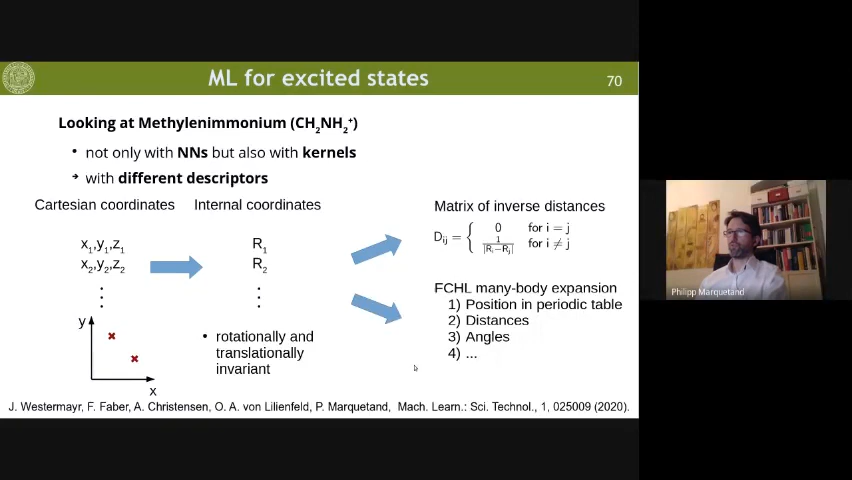 ML for excited states
70
Looking at Methylenimmonium (CH2NH2+)
• not only with NNs but also with kernels
➔ with different descriptors
Cartesian coordinates
Internal coordinates
x1,y1,z1
x2,y2,z2
R1
R2
y
x
• rotationally and
translationally
invariant
Matrix of inverse distances
Dij = { 0 for i = j
1/|Ri−Rj| for i ≠ j
FCHL many-body expansion
1) Position in periodic table
2) Distances
3) Angles
4) ...
J. Westermayr, F. Faber, A. Christensen, O. A. von Lilienfeld, P. Marquetand, Mach. Learn.: Sci. Technol., 1, 025009 (2020).
Philipp Marquetand